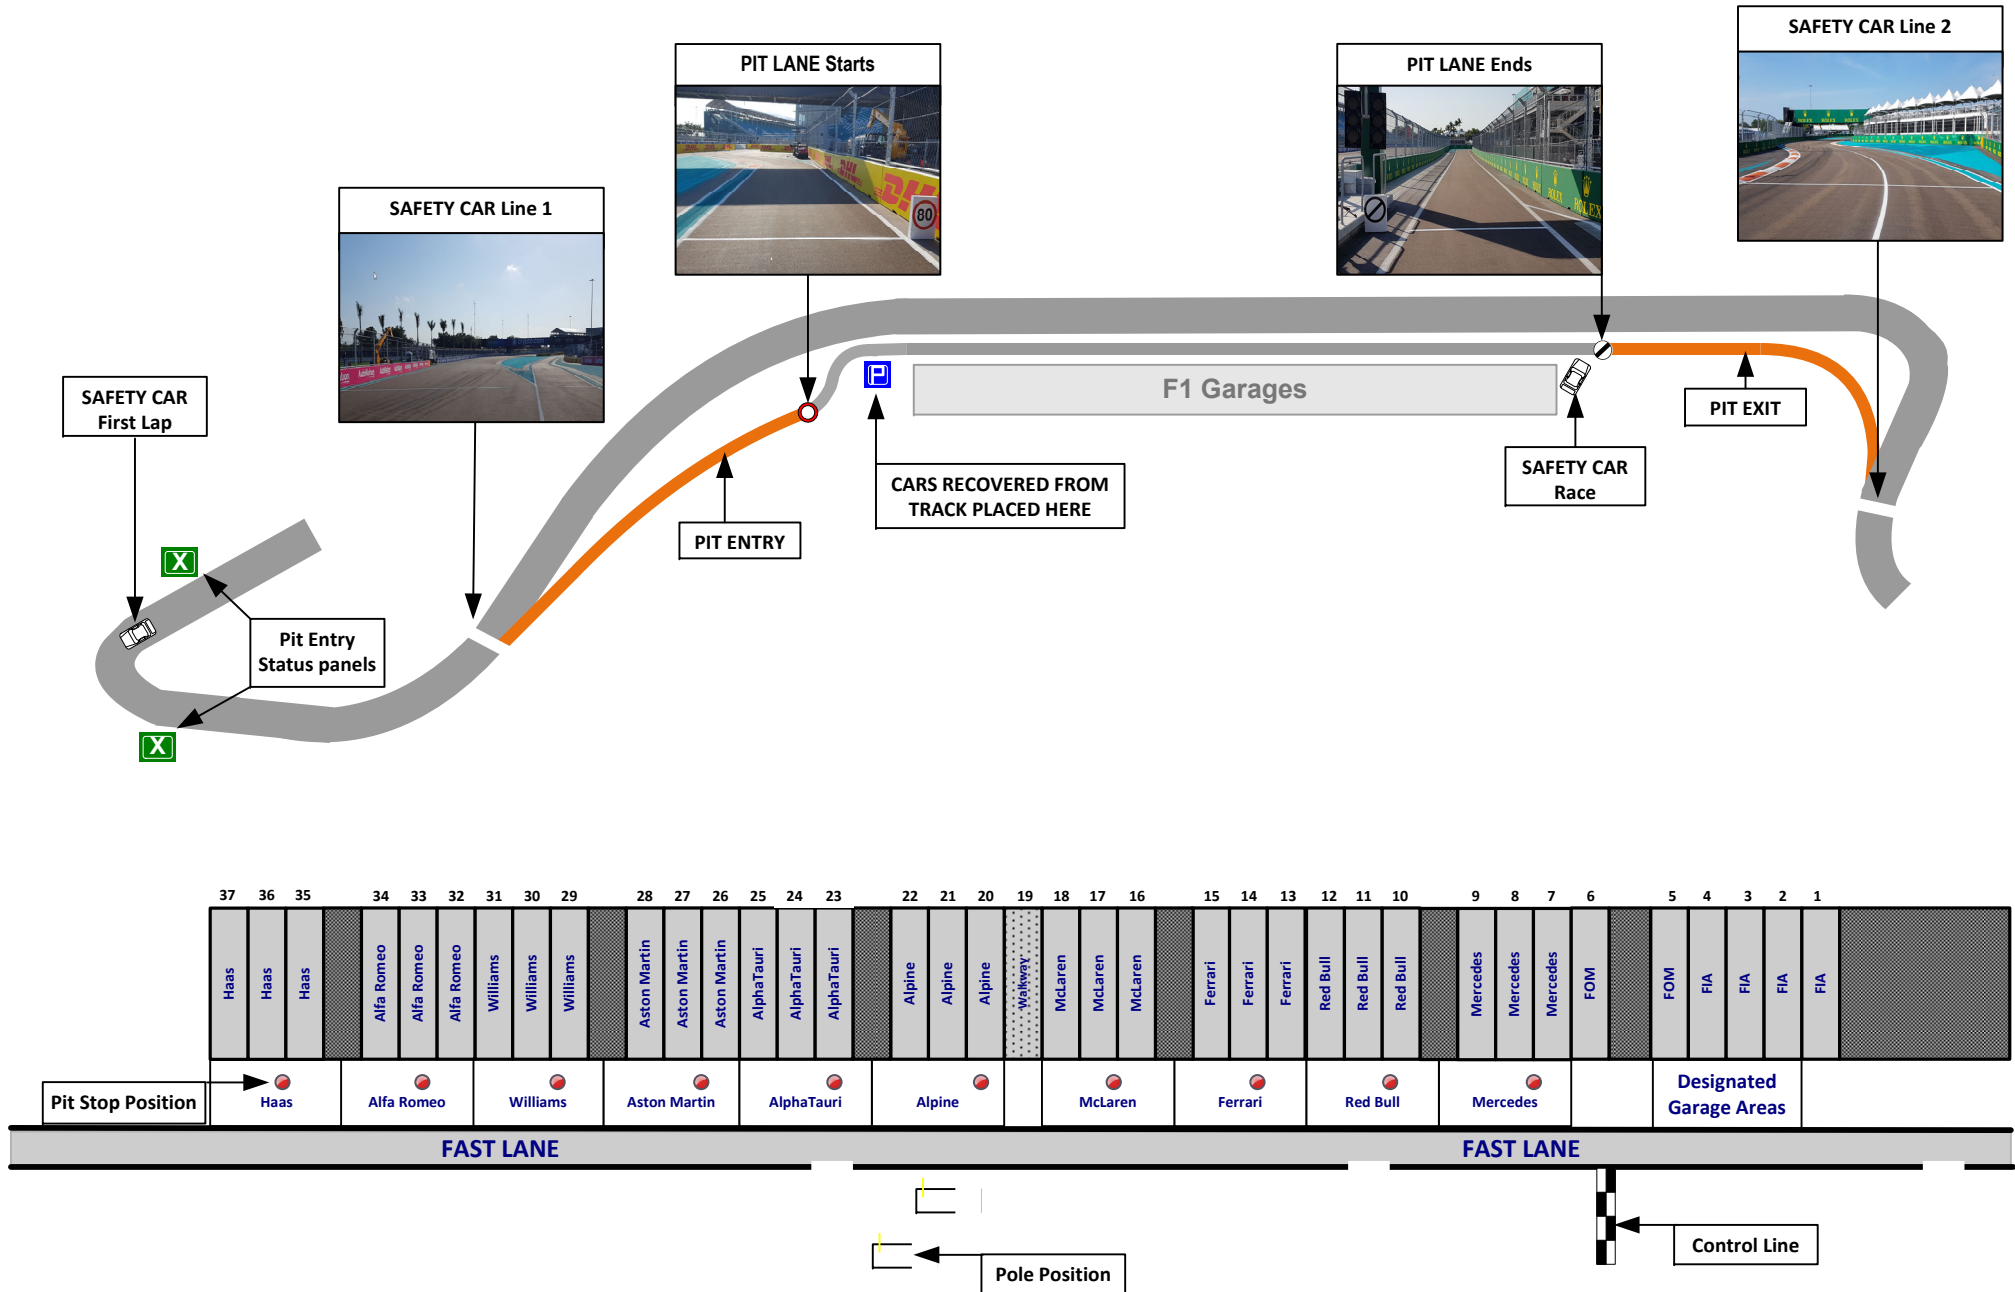 SAFETY CAR Line 2
PIT LANE Starts
PIT LANE Ends
80
DHL
ROLEX
ROLEX
SAFETY CAR Line 1
SAFETY CAR
First Lap
P
F1 Garages
PIT EXIT
CARS RECOVERED FROM
TRACK PLACED HERE
SAFETY CAR
Race
PIT ENTRY
X
Pit Entry
Status panels
X
37 36 35 34 33 32 31 30 29 28 27 26 25 24 23 22 21 20 19 18 17 16 15 14 13 12 11 10 9 8 7 6 5 4 3 2 1
Haas Haas Haas Alfa Romeo Alfa Romeo Alfa Romeo Williams Williams Williams Aston Martin Aston Martin Aston Martin AlphaTauri AlphaTauri AlphaTauri Alpine Alpine Alpine Walkway McLaren McLaren McLaren Ferrari Ferrari Ferrari Red Bull Red Bull Red Bull Mercedes Mercedes Mercedes FOM FOM FIA FIA FIA FIA
Pit Stop Position
Haas Alfa Romeo Williams Aston Martin AlphaTauri Alpine McLaren Ferrari Red Bull Mercedes
Designated
Garage Areas
FAST LANE FAST LANE
Control Line
Pole Position